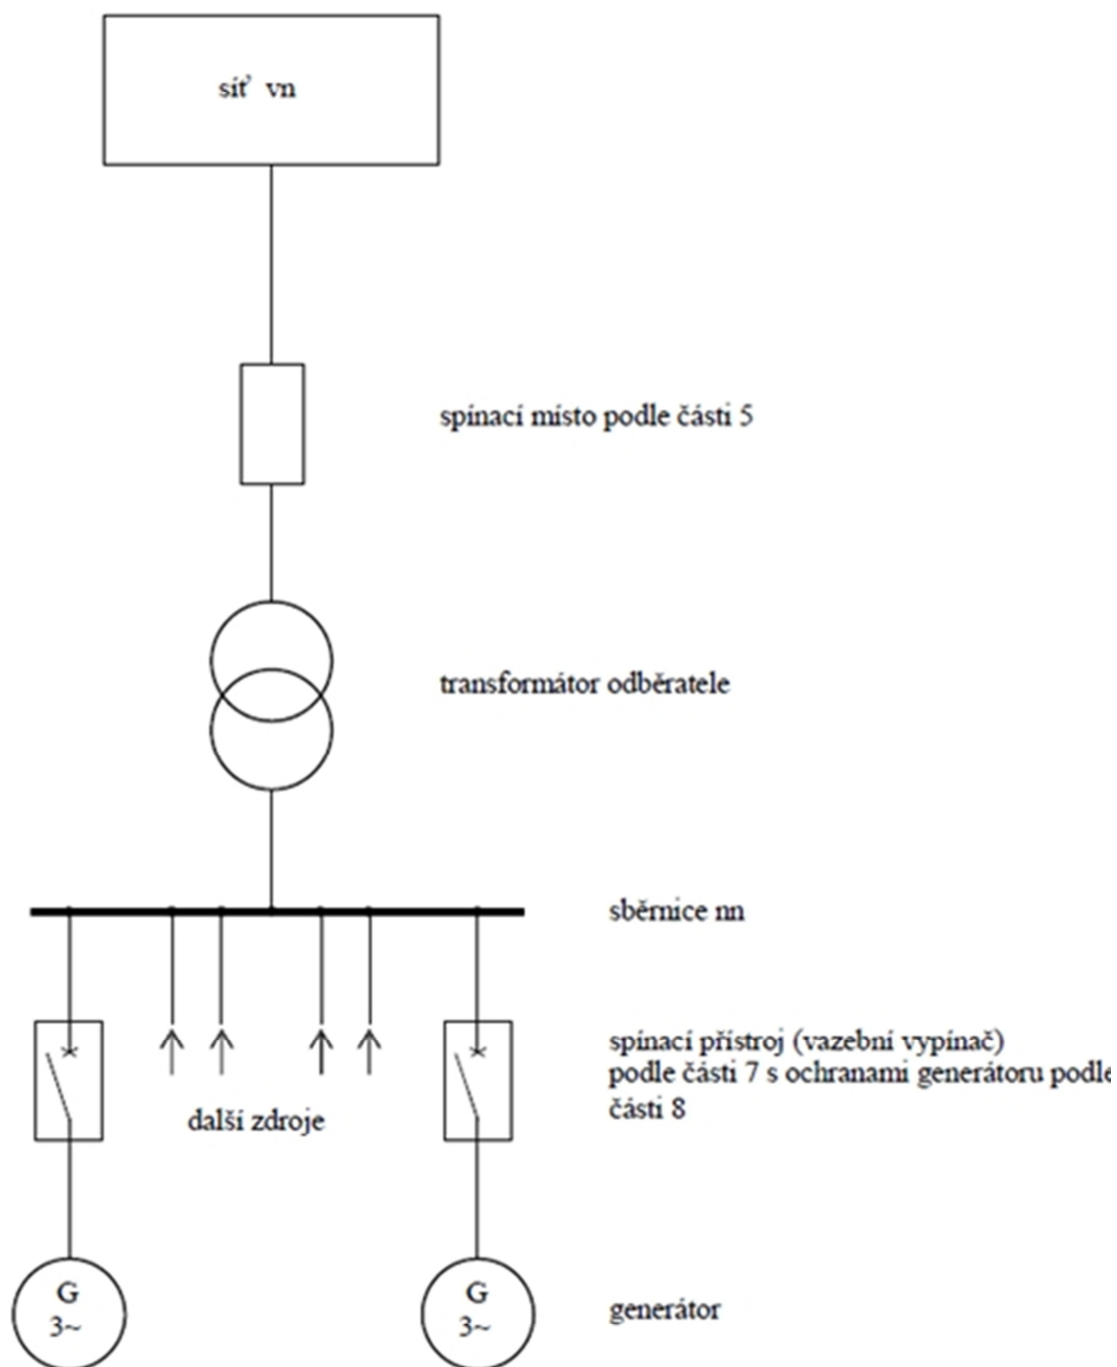 síť vn
spínací místo podle části 5
transformátor odběratele
sběrnice nn
spínací přístroj (vazební vypínač)
podle části 7 s ochranami generátoru podle
části 8
další zdroje
G
3~
G
3~
generátor